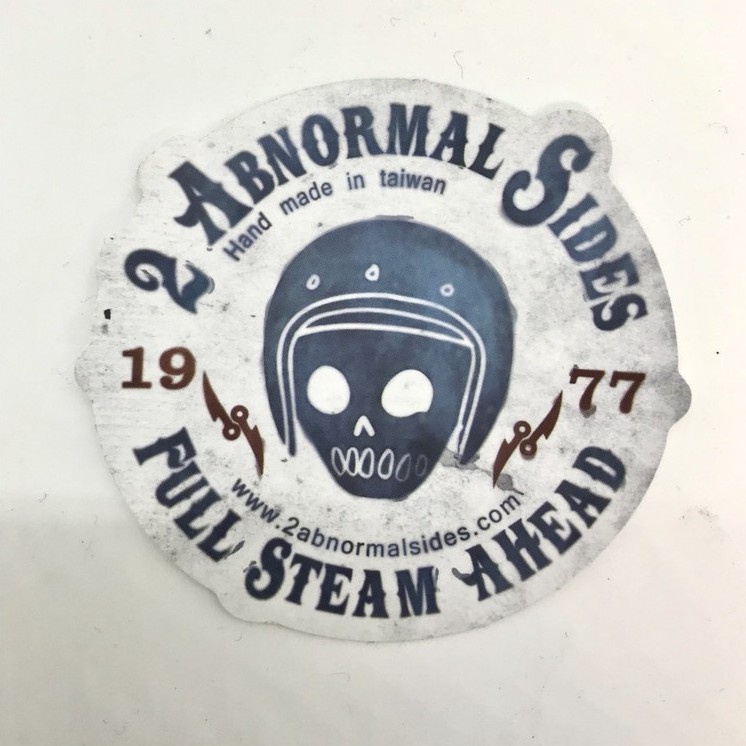 2 ABNORMAL SIDES
Hand made in taiwan
19 77
www.2abnormalsides.com
FULL STEAM AHEAD